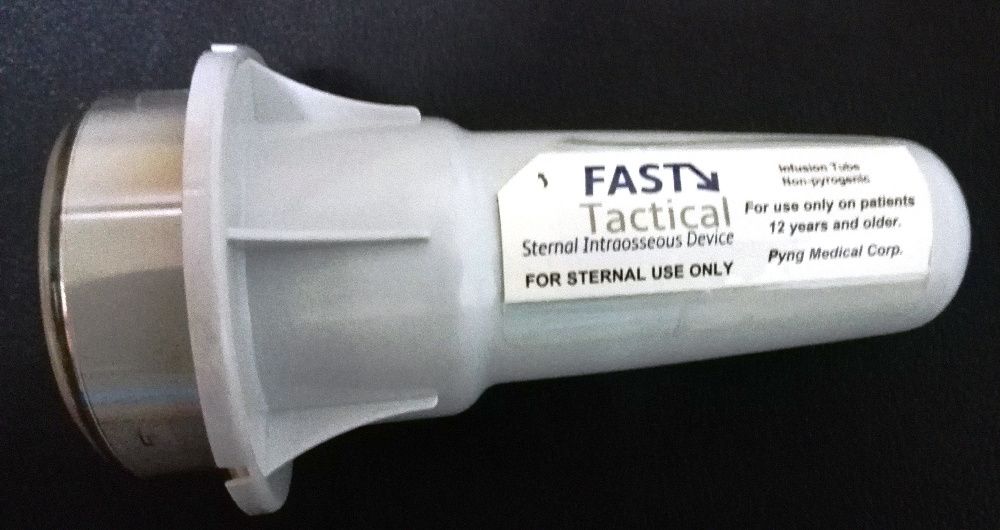 FAST
Tactical
Sternal Intraosseous Device
FOR STERNAL USE ONLY
Infusion Tube
Non-pyrogenic
For use only on patients
12 years and older.
Pyng Medical Corp.